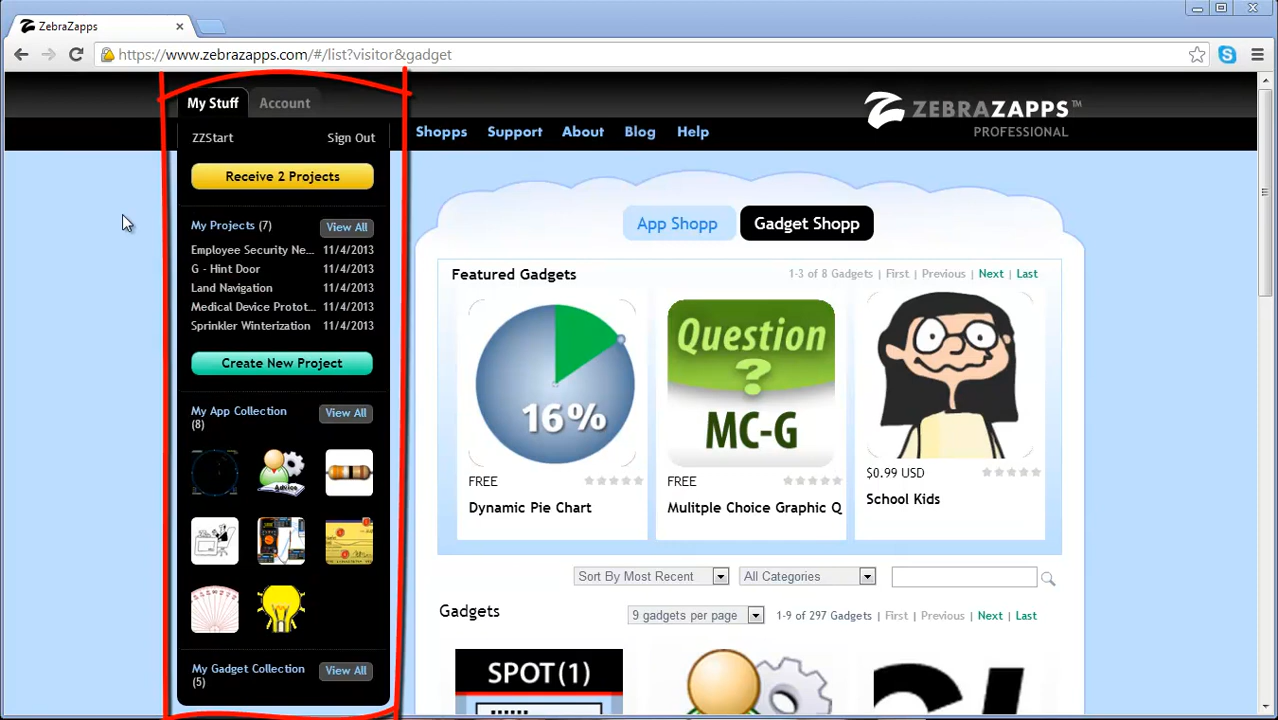 ZebraZapps
https://www.zebrazapps.com/#/list?visitor&gadget
My Stuff
Account
ZEBRAZAPPS™
PROFESSIONAL
ZZStart
Sign Out
Shopps
Support
About
Blog
Help
Receive 2 Projects
My Projects (7)
View All
Employee Security Ne... 11/4/2013
G - Hint Door 11/4/2013
Land Navigation 11/4/2013
Medical Device Protot... 11/4/2013
Sprinkler Winterization 11/4/2013
Create New Project
My App Collection
(8)
View All
Advice
My Gadget Collection
(5)
View All
App Shopp
Gadget Shopp
Featured Gadgets
1-3 of 8 Gadgets First Previous Next Last
16%
FREE
Dynamic Pie Chart
Question
?
MC-G
FREE
Mulitple Choice Graphic Q
$0.99 USD
School Kids
Sort By Most Recent
All Categories
Gadgets
9 gadgets per page
1-9 of 297 Gadgets First Previous Next Last
SPOT(1)